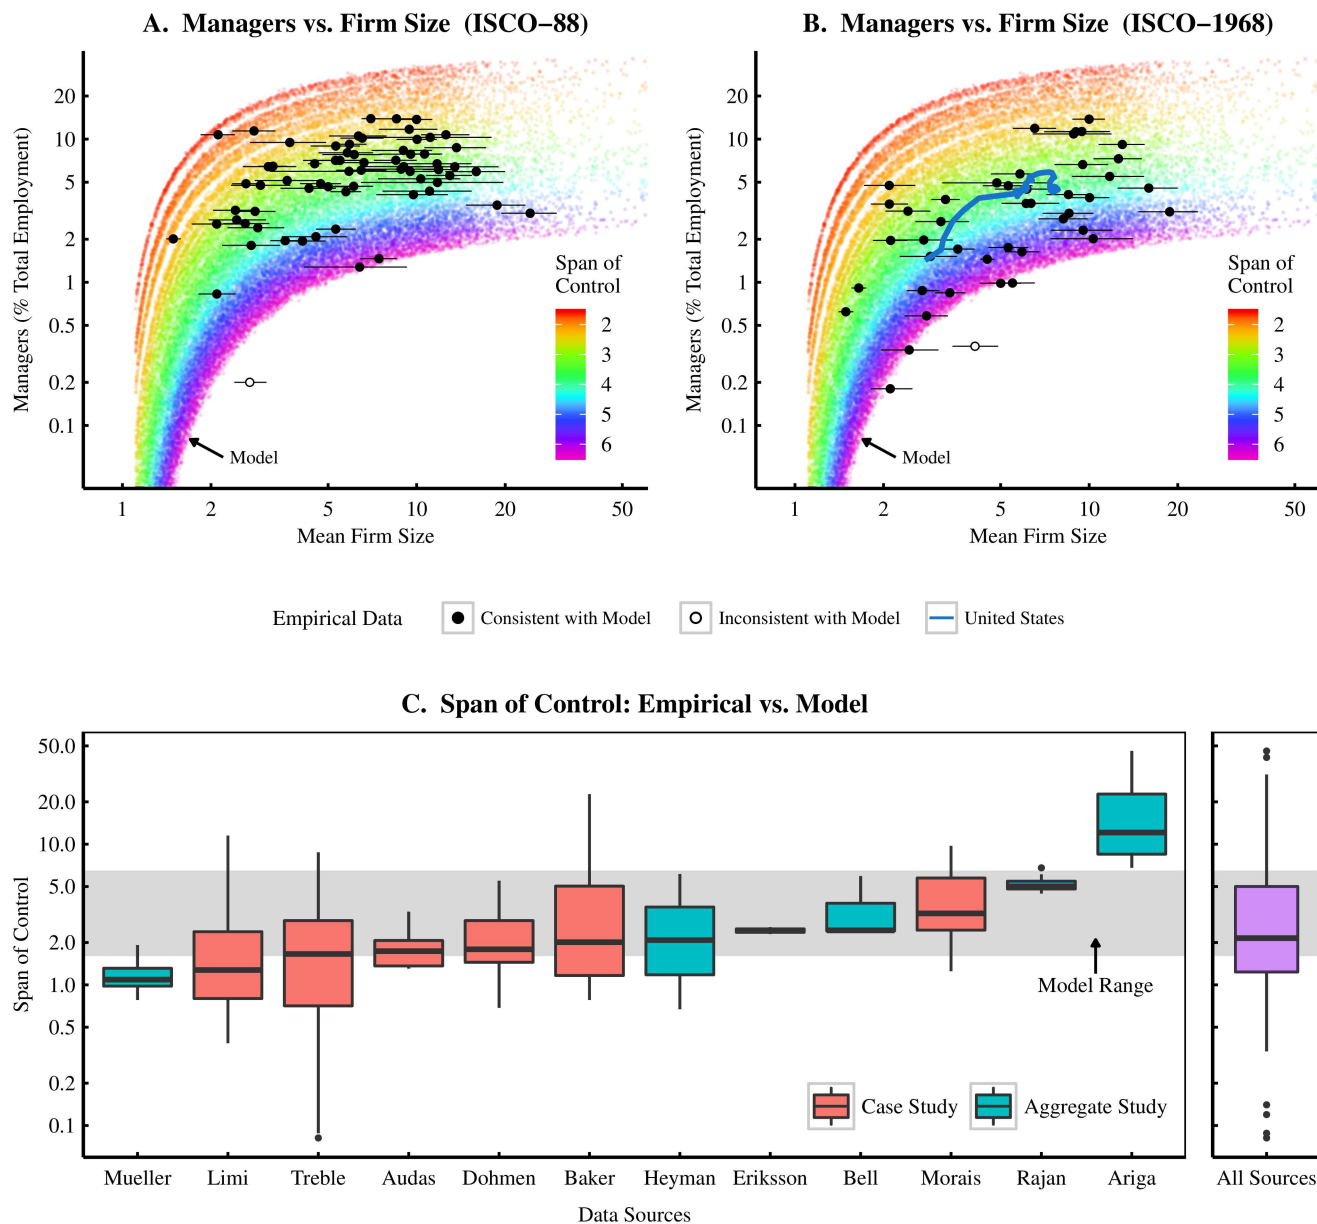 A. Managers vs. Firm Size (ISCO−88)
Managers (% Total Employment)
20
10
5
2
1
0.5
0.2
0.1
Span of
Control
2
3
4
5
6
Model
1 2 5 10 20 50
Mean Firm Size
B. Managers vs. Firm Size (ISCO−1968)
Managers (% Total Employment)
20
10
5
2
1
0.5
0.2
0.1
Span of
Control
2
3
4
5
6
Model
1 2 5 10 20 50
Mean Firm Size
Empirical Data Consistent with Model Inconsistent with Model United States
C. Span of Control: Empirical vs. Model
Span of Control
50.0
20.0
10.0
5.0
2.0
1.0
0.5
0.2
0.1
Model Range
Case Study Aggregate Study
Mueller Limi Treble Audas Dohmen Baker Heyman Eriksson Bell Morais Rajan Ariga All Sources
Data Sources